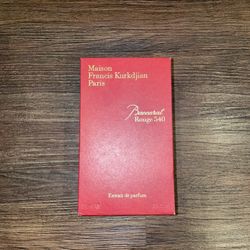 Maison
Francis Kurkdjian
Paris
Baccarat
Rouge 540
Extrait de parfum